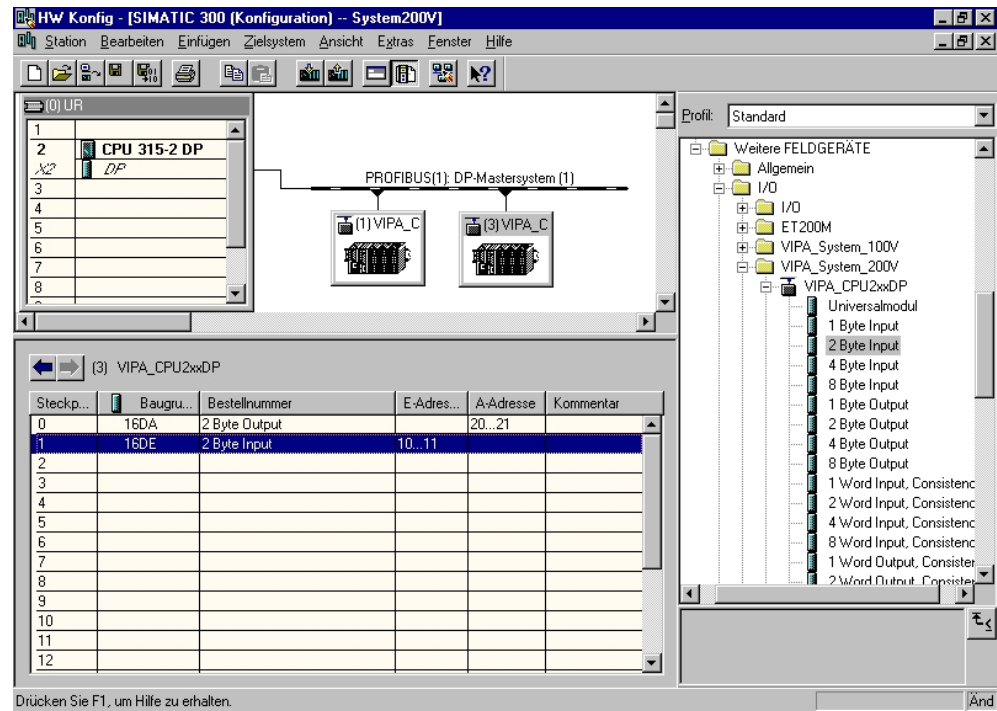 HW Konfig - [SIMATIC 300 (Konfiguration) -- System200V]
Station Bearbeiten Einfügen Zielsystem Ansicht Extras Fenster Hilfe
(0) UR
1
2 CPU 315-2 DP
X2 DP
3
4
5
6
7
8
PROFIBUS(1): DP-Mastersystem (1)
(1) VIPA_C
(3) VIPA_C
(3) VIPA_CPU2xxDP
Steckp... Baugru... Bestellnummer E-Adres... A-Adresse Kommentar
0 16DA 2 Byte Output 20...21
1 16DE 2 Byte Input 10...11
2
3
4
5
6
7
8
9
10
11
12
Profil: Standard
Weitere FELDGERÄTE
Allgemein
I/O
I/O
ET200M
VIPA_System_100V
VIPA_System_200V
VIPA_CPU2xxDP
Universalmodul
1 Byte Input
2 Byte Input
4 Byte Input
8 Byte Input
1 Byte Output
2 Byte Output
4 Byte Output
8 Byte Output
1 Word Input, Consistenc
2 Word Input, Consistenc
4 Word Input, Consistenc
8 Word Input, Consistenc
1 Word Output, Consister
2 Word Output, Consister
Drücken Sie F1, um Hilfe zu erhalten.
Änd